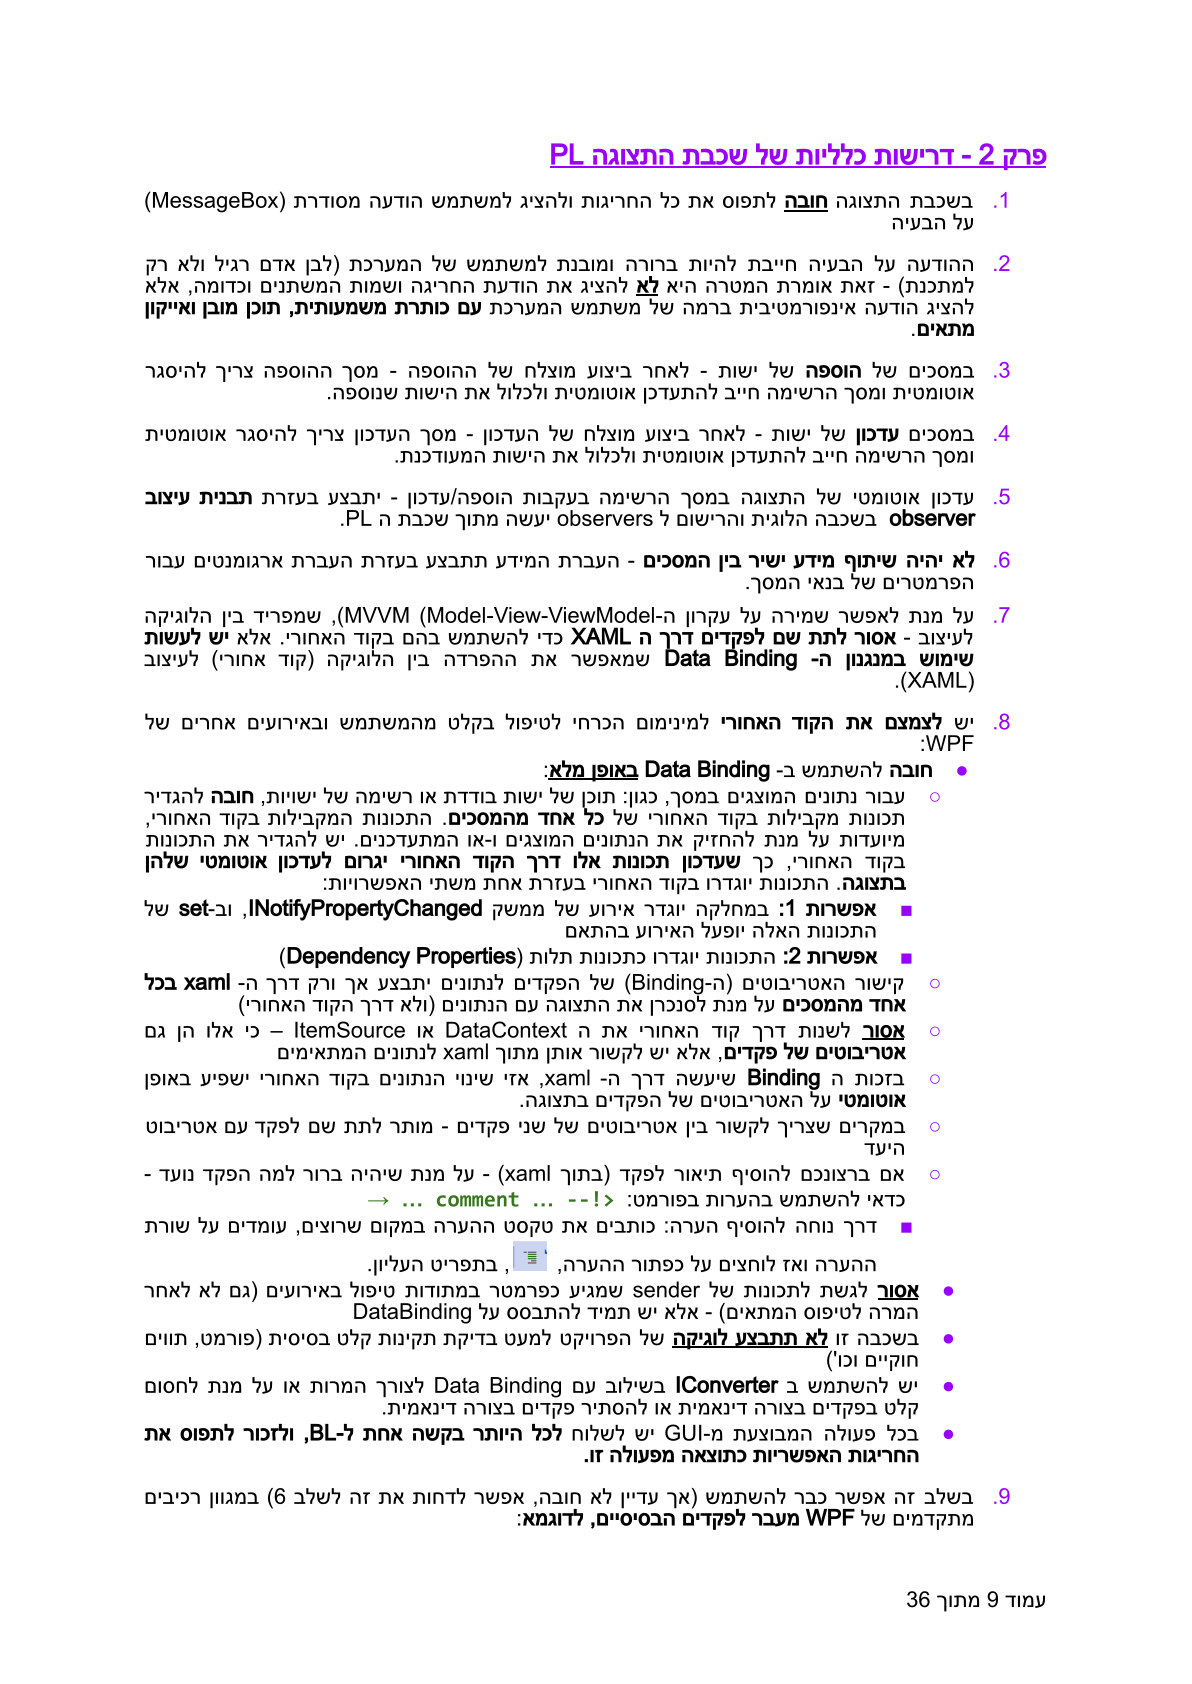 פרק 2 - דרישות כלליות של שכבת התצוגה PL
1. בשכבת התצוגה חובה לתפוס את כל החריגות ולהציג למשתמש הודעה מסודרת (MessageBox)
על הבעיה
2. ההודעה על הבעיה חייבת להיות ברורה ומובנת למשתמש של המערכת (לבן אדם רגיל ולא רק
למתכנת) - זאת אומרת המטרה היא לא להציג את הודעת החריגה ושמות המשתנים וכדומה, אלא
להציג הודעה אינפורמטיבית ברמה של משתמש המערכת עם כותרת משמעותית, תוכן מובן ואייקון
מתאים.
3. במסכים של הוספה של ישות - לאחר ביצוע מוצלח של ההוספה - מסך ההוספה צריך להיסגר
אוטומטית ומסך הרשימה חייב להתעדכן אוטומטית ולכלול את הישות שנוספה.
4. במסכים עדכון של ישות - לאחר ביצוע מוצלח של העדכון - מסך העדכון צריך להיסגר אוטומטית
ומסך הרשימה חייב להתעדכן אוטומטית ולכלול את הישות המעודכנת.
5. עדכון אוטומטי של התצוגה במסך הרשימה בעקבות הוספה/עדכון - יתבצע בעזרת תבנית עיצוב
observer בשכבה הלוגית והרישום ל observers יעשה מתוך שכבת ה PL.
6. לא יהיה שיתוף מידע ישיר בין המסכים - העברת המידע תתבצע בעזרת העברת ארגומנטים עבור
הפרמטרים של בנאי המסך.
7. על מנת לאפשר שמירה על עקרון ה-MVVM (Model-View-ViewModel), שמפריד בין הלוגיקה
לעיצוב - אסור לתת שם לפקדים דרך ה XAML כדי להשתמש בהם בקוד האחורי. אלא יש לעשות
שימוש במנגנון ה- Data Binding שמאפשר את ההפרדה בין הלוגיקה (קוד אחורי) לעיצוב
(XAML).
8. יש לצמצם את הקוד האחורי למינימום הכרחי לטיפול בקלט מהמשתמש ובאירועים אחרים של
WPF:
● חובה להשתמש ב- Data Binding באופן מלא:
○ עבור נתונים המוצגים במסך, כגון: תוכן של ישות בודדת או רשימה של ישויות, חובה להגדיר
תכונות מקבילות בקוד האחורי של כל אחד מהמסכים. התכונות המקבילות בקוד האחורי,
מיועדות על מנת להחזיק את הנתונים המוצגים ו-או המתעדכנים. יש להגדיר את התכונות
בקוד האחורי, כך שעדכון תכונות אלו דרך הקוד האחורי יגרום לעדכון אוטומטי שלהן
בתצוגה. התכונות יוגדרו בקוד האחורי בעזרת אחת משתי האפשרויות:
■ אפשרות 1: במחלקה יוגדר אירוע של ממשק INotifyPropertyChanged, וב-set של
התכונות האלה יופעל האירוע בהתאם
■ אפשרות 2: התכונות יוגדרו כתכונות תלות (Dependency Properties)
○ קישור האטריבוטים (ה-Binding) של הפקדים לנתונים יתבצע אך ורק דרך ה- xaml בכל
אחד מהמסכים על מנת לסנכרן את התצוגה עם הנתונים (ולא דרך הקוד האחורי)
○ אסור לשנות דרך קוד האחורי את ה DataContext או ItemSource – כי אלו הן גם
אטריבוטים של פקדים, אלא יש לקשור אותן מתוך xaml לנתונים המתאימים
○ בזכות ה Binding שיעשה דרך ה- xaml, אזי שינוי הנתונים בקוד האחורי ישפיע באופן
אוטומטי על האטריבוטים של הפקדים בתצוגה.
○ במקרים שצריך לקשור בין אטריבוטים של שני פקדים - מותר לתת שם לפקד עם אטריבוט
היעד
○ אם ברצונכם להוסיף תיאור לפקד (בתוך xaml) - על מנת שיהיה ברור למה הפקד נועד -
כדאי להשתמש בהערות בפורמט: <!-- … comment … →
■ דרך נוחה להוסיף הערה: כותבים את טקסט ההערה במקום שרוצים, עומדים על שורת
ההערה ואז לוחצים על כפתור ההערה, , בתפריט העליון.
● אסור לגשת לתכונות של sender שמגיע כפרמטר במתודות טיפול באירועים (גם לא לאחר
המרה לטיפוס המתאים) - אלא יש תמיד להתבסס על DataBinding
● בשכבה זו לא תתבצע לוגיקה של הפרויקט למעט בדיקת תקינות קלט בסיסית (פורמט, תווים
חוקיים וכו')
● יש להשתמש ב IConverter בשילוב עם Data Binding לצורך המרות או על מנת לחסום
קלט בפקדים בצורה דינאמית או להסתיר פקדים בצורה דינאמית.
● בכל פעולה המבוצעת מ-GUI יש לשלוח לכל היותר בקשה אחת ל-BL, ולזכור לתפוס את
החריגות האפשריות כתוצאה מפעולה זו.
9. בשלב זה אפשר כבר להשתמש (אך עדיין לא חובה, אפשר לדחות את זה לשלב 6) במגוון רכיבים
מתקדמים של WPF מעבר לפקדים הבסיסיים, לדוגמא:
עמוד 9 מתוך 36